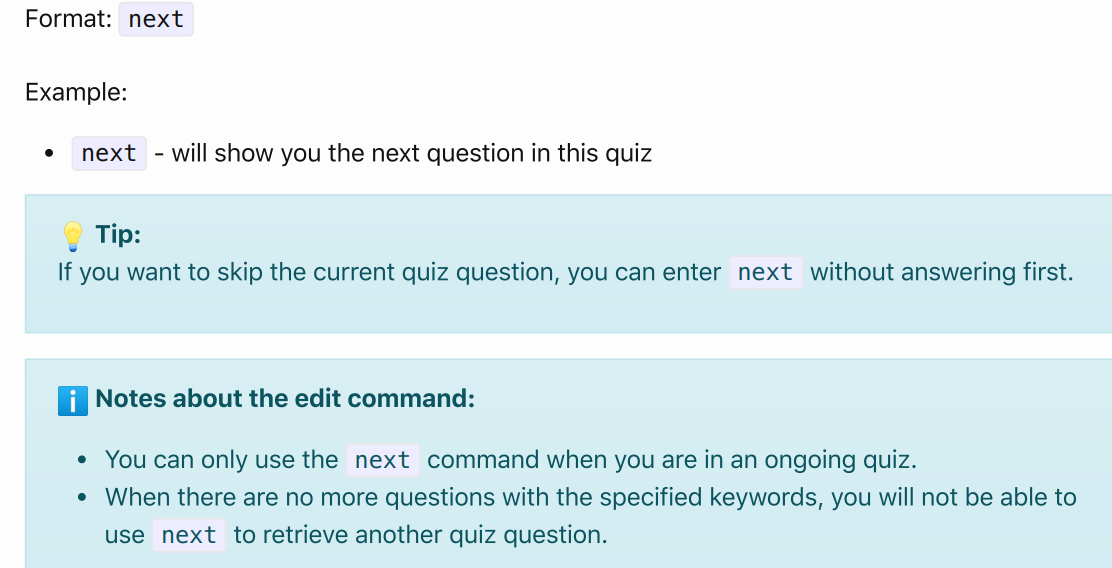 Format: next
Example:
• next - will show you the next question in this quiz
💡 Tip:
If you want to skip the current quiz question, you can enter next without answering first.
ℹ️ Notes about the edit command:
• You can only use the next command when you are in an ongoing quiz.
• When there are no more questions with the specified keywords, you will not be able to
use next to retrieve another quiz question.